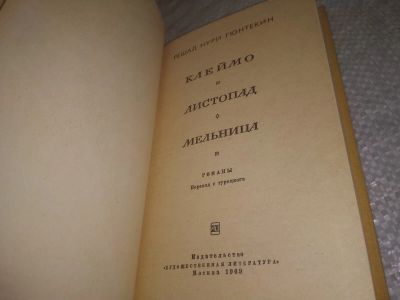 РЕШАД НУРИ ГЮНТЕКИН
КЛЕЙМО
ЛИСТОПАД
МЕЛЬНИЦА
РОМАНЫ
Перевод с турецкого
Издательство
«ХУДОЖЕСТВЕННАЯ ЛИТЕРАТУРА»
Москва 1969